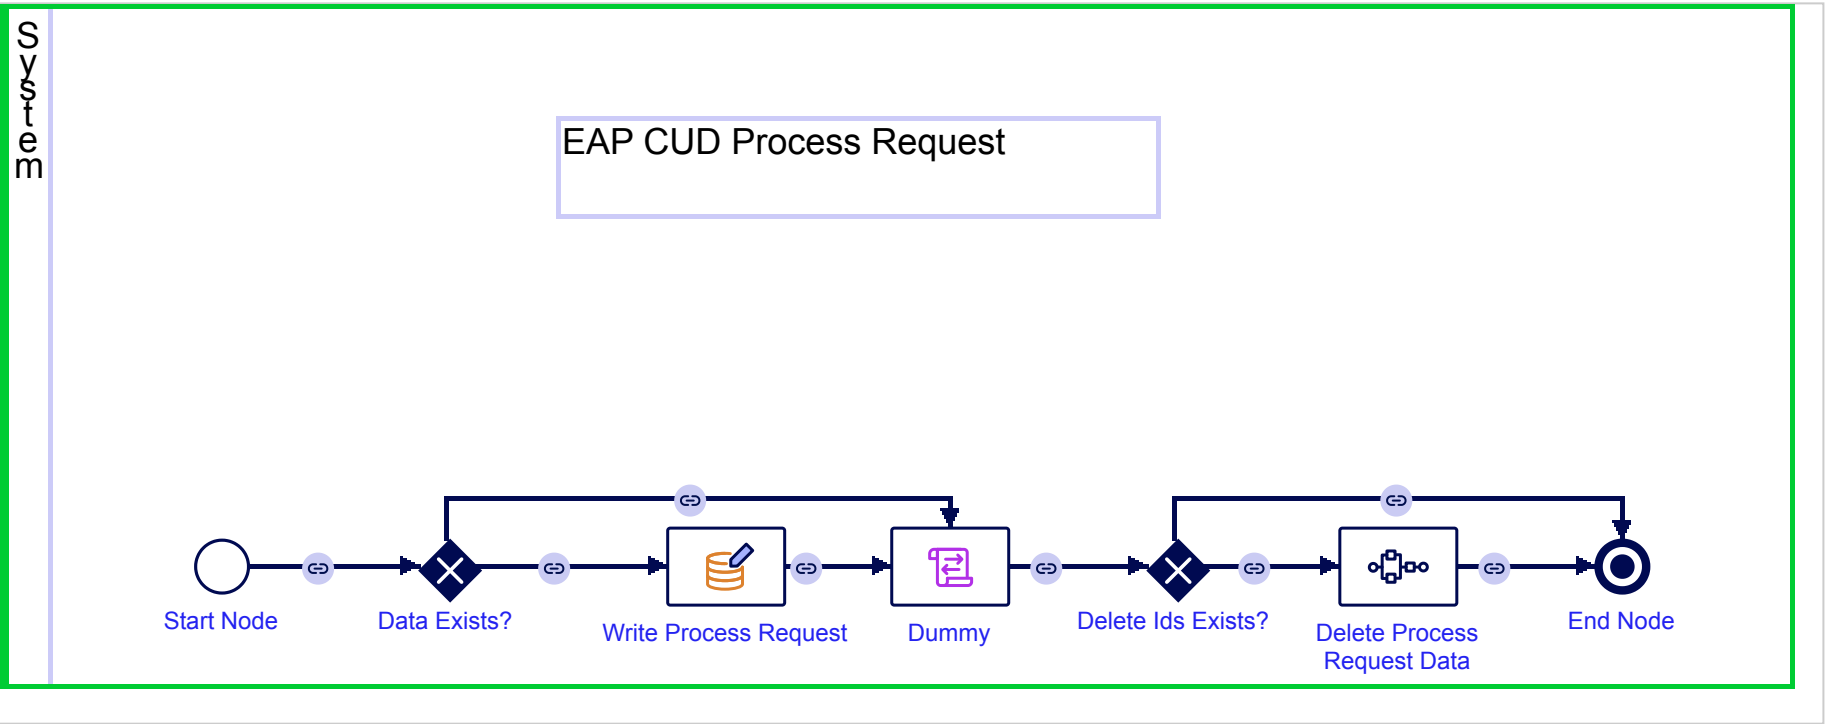 System
EAP CUD Process Request
Start Node
Data Exists?
Write Process Request
Dummy
Delete Ids Exists?
Delete Process
Request Data
End Node